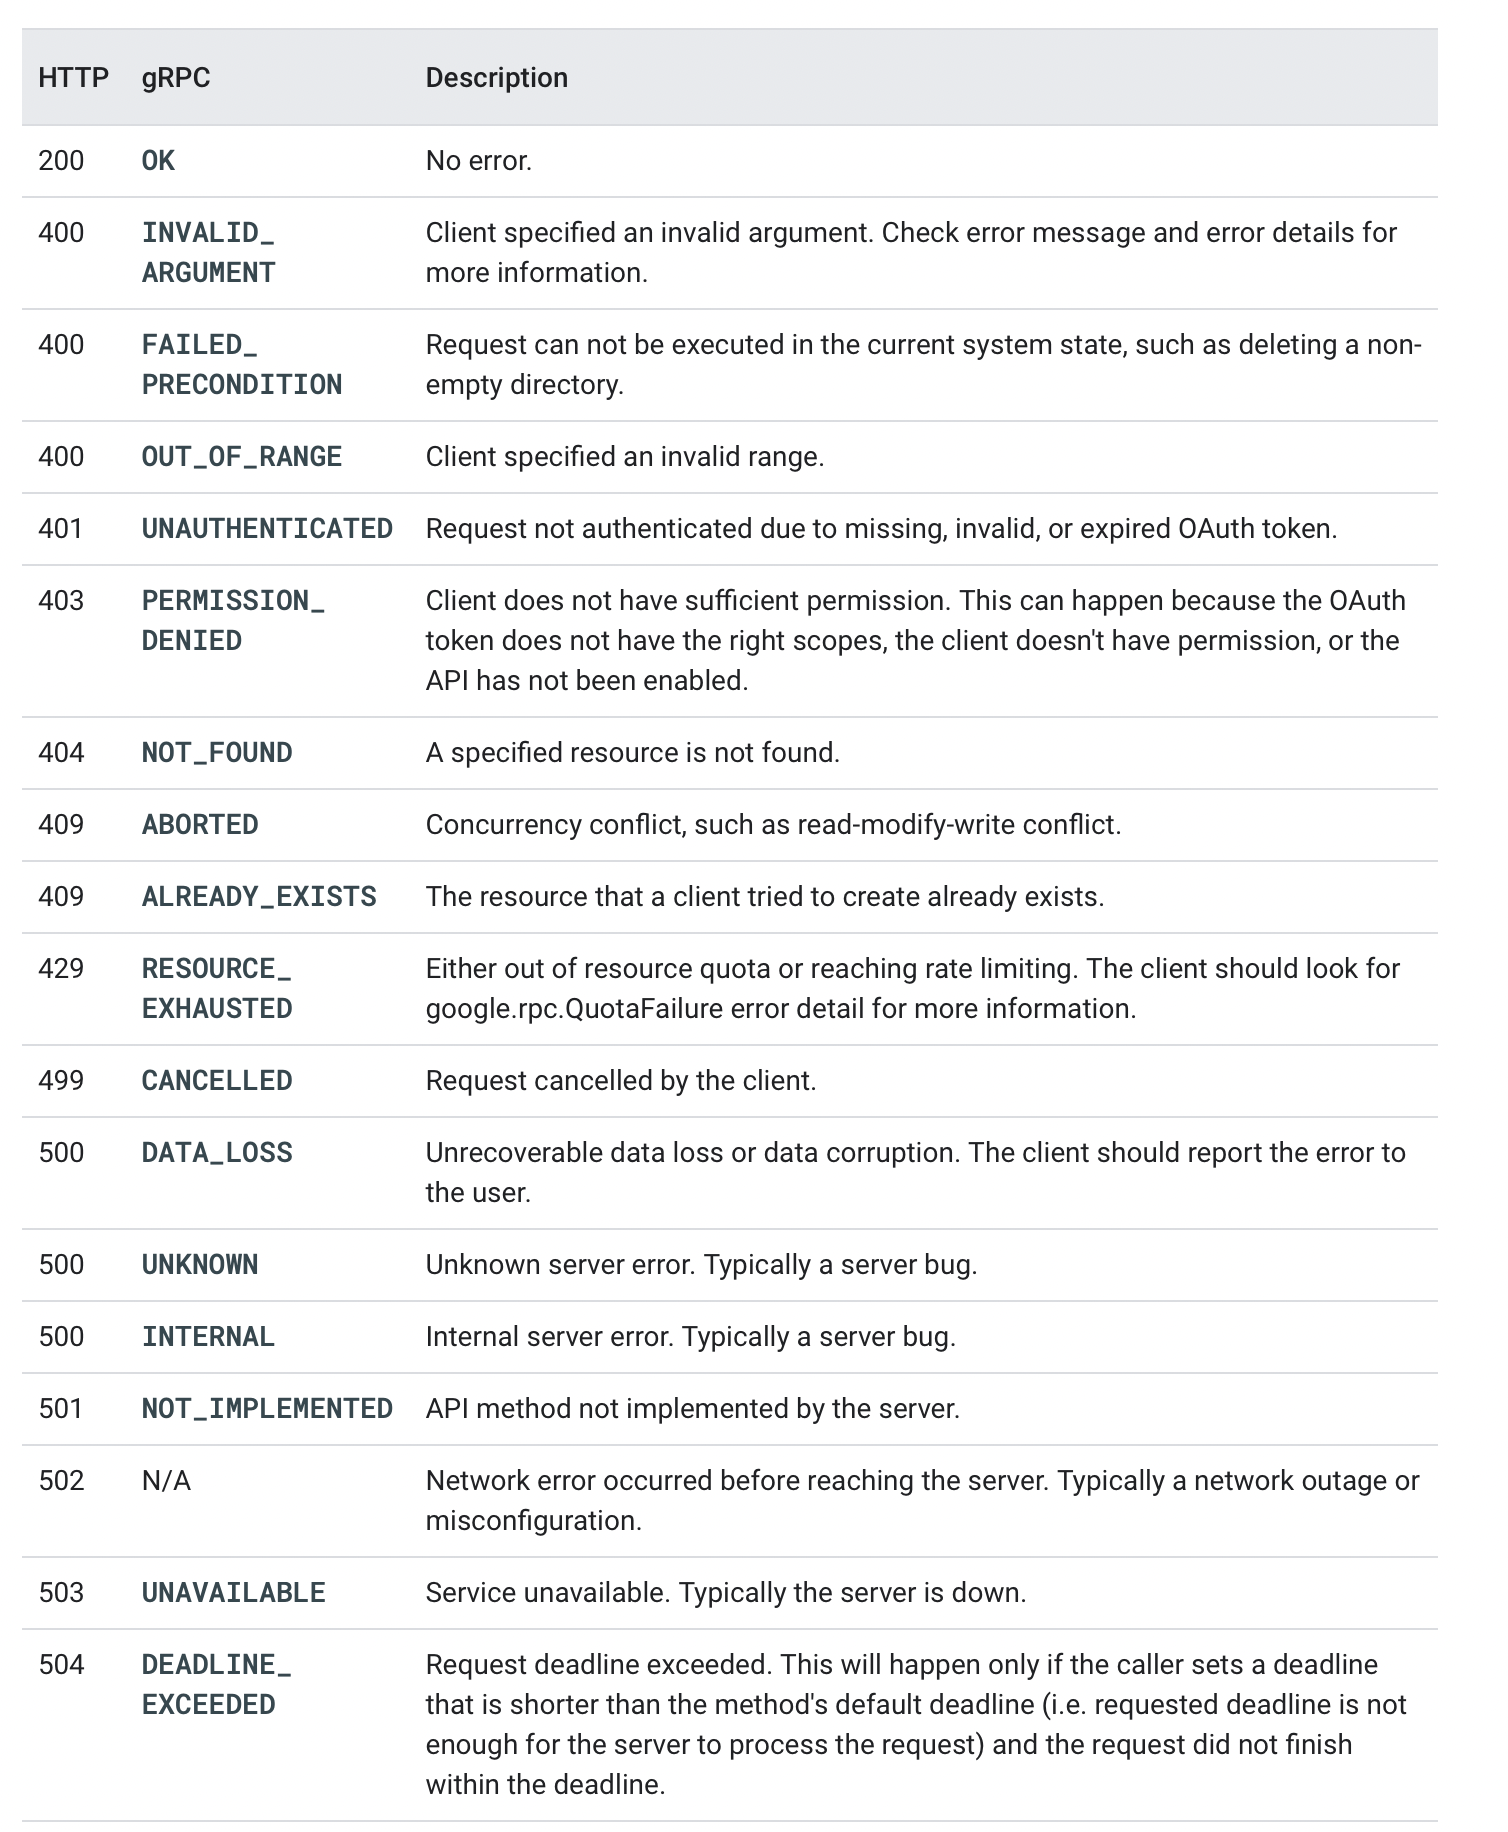 HTTP gRPC Description
200 OK No error.
400 INVALID_ Client specified an invalid argument. Check error message and error details for
ARGUMENT more information.
400 FAILED_ Request can not be executed in the current system state, such as deleting a non-
PRECONDITION empty directory.
400 OUT_OF_RANGE Client specified an invalid range.
401 UNAUTHENTICATED Request not authenticated due to missing, invalid, or expired OAuth token.
403 PERMISSION_ Client does not have sufficient permission. This can happen because the OAuth
DENIED token does not have the right scopes, the client doesn't have permission, or the
API has not been enabled.
404 NOT_FOUND A specified resource is not found.
409 ABORTED Concurrency conflict, such as read-modify-write conflict.
409 ALREADY_EXISTS The resource that a client tried to create already exists.
429 RESOURCE_ Either out of resource quota or reaching rate limiting. The client should look for
EXHAUSTED google.rpc.QuotaFailure error detail for more information.
499 CANCELLED Request cancelled by the client.
500 DATA_LOSS Unrecoverable data loss or data corruption. The client should report the error to
the user.
500 UNKNOWN Unknown server error. Typically a server bug.
500 INTERNAL Internal server error. Typically a server bug.
501 NOT_IMPLEMENTED API method not implemented by the server.
502 N/A Network error occurred before reaching the server. Typically a network outage or
misconfiguration.
503 UNAVAILABLE Service unavailable. Typically the server is down.
504 DEADLINE_ Request deadline exceeded. This will happen only if the caller sets a deadline
EXCEEDED that is shorter than the method's default deadline (i.e. requested deadline is not
enough for the server to process the request) and the request did not finish
within the deadline.